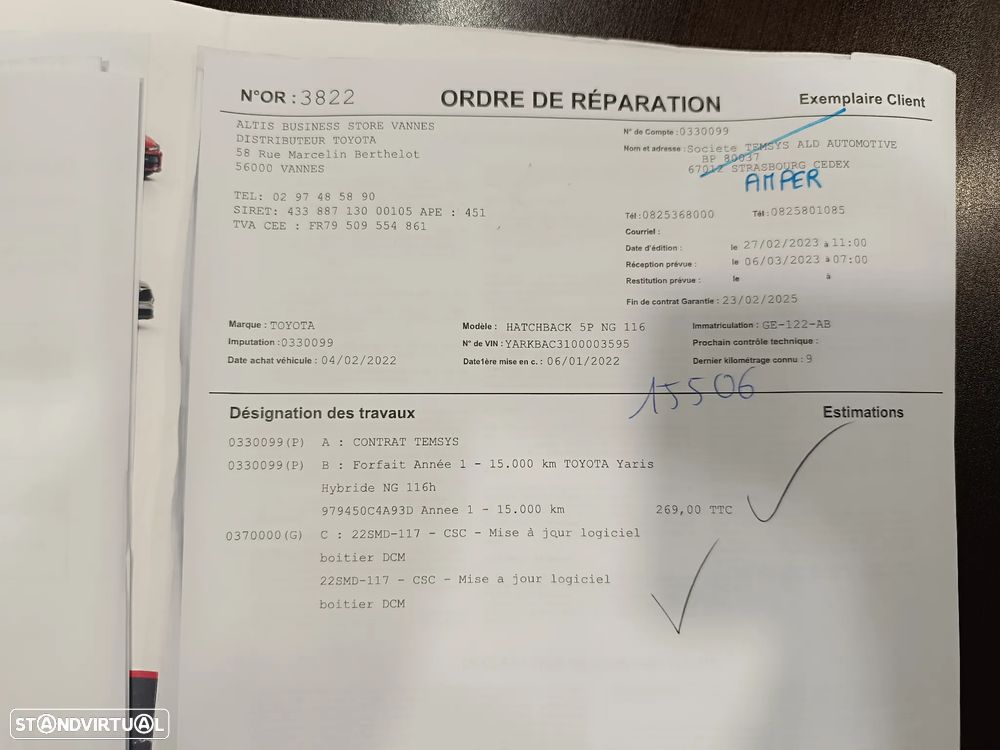 N°OR : 3822
ORDRE DE RÉPARATION
Exemplaire Client
ALTIS BUSINESS STORE VANNES
DISTRIBUTEUR TOYOTA
58 Rue Marcelin Berthelot
56000 VANNES
TEL: 02 97 48 58 90
SIRET: 433 887 130 00105 APE : 451
TVA CEE : FR79 509 554 861
N° de Compte : 0330099
Nom et adresse : Societe TEMSYS ALD AUTOMOTIVE
BP 80037
67012 STRASBOURG CEDEX
AMPER
Tél : 0825368000 Tél : 0825801085
Courriel :
Date d'édition : le 27/02/2023 à 11:00
Réception prévue : le 06/03/2023 à 07:00
Restitution prévue : le à
Fin de contrat Garantie : 23/02/2025
Marque : TOYOTA Modèle : HATCHBACK 5P NG 116 Immatriculation : GE-122-AB
Imputation : 0330099 N° de VIN : YARKBAC3100003595 Prochain contrôle technique :
Date achat véhicule : 04/02/2022 Date1ère mise en c. : 06/01/2022 Dernier kilométrage connu : 9
15506
Désignation des travaux Estimations
0330099(P) A : CONTRAT TEMSYS
0330099(P) B : Forfait Année 1 - 15.000 km TOYOTA Yaris
Hybride NG 116h
979450C4A93D Annee 1 - 15.000 km 269,00 TTC
0370000(G) C : 22SMD-117 - CSC - Mise à jour logiciel
boitier DCM
22SMD-117 - CSC - Mise a jour logiciel
boitier DCM
STANDVIRTUAL